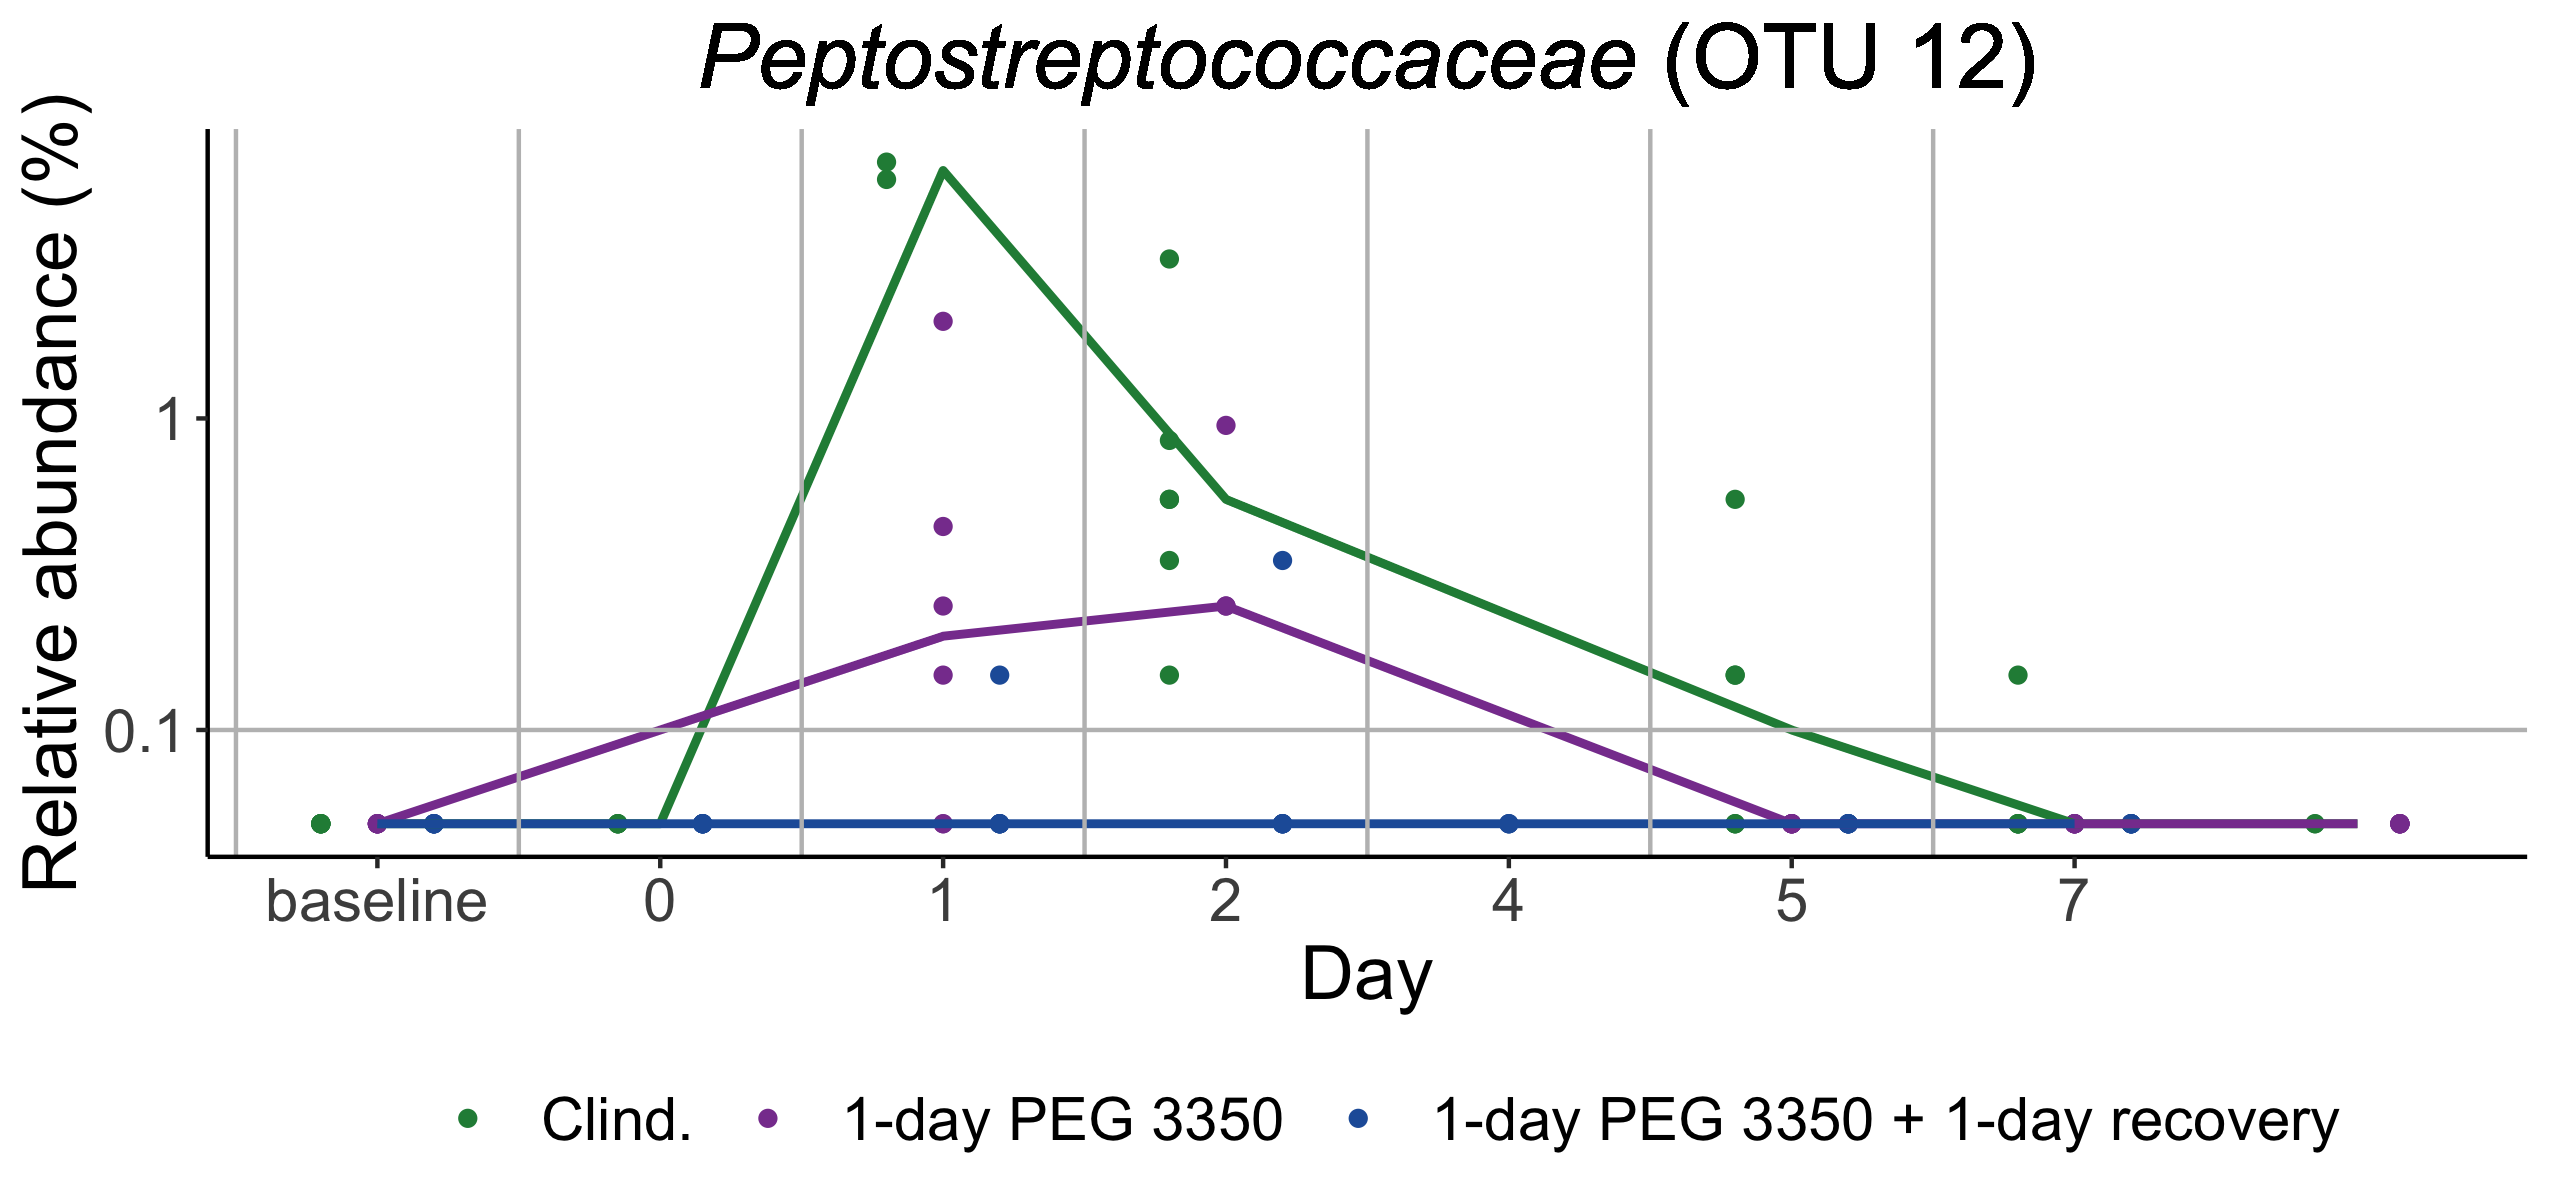 Peptostreptococcaceae (OTU 12)
Relative abundance (%)
1
0.1
baseline 0 1 2 4 5 7
Day
Clind. 1-day PEG 3350 1-day PEG 3350 + 1-day recovery